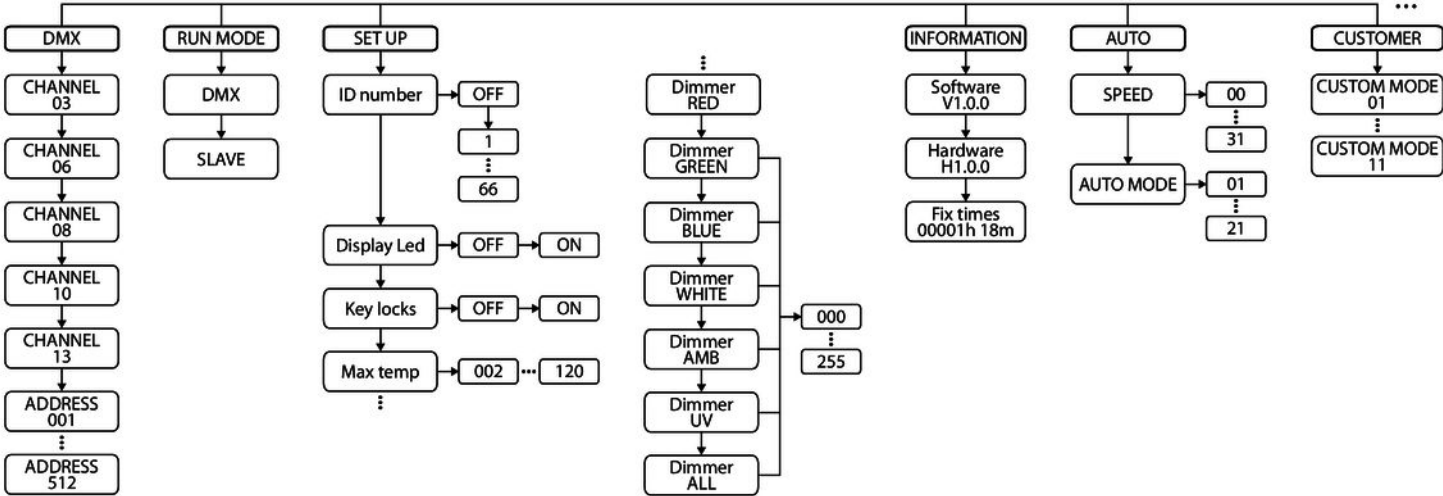 DMX
CHANNEL
03
CHANNEL
06
CHANNEL
08
CHANNEL
10
CHANNEL
13
ADDRESS
001
ADDRESS
512
RUN MODE
DMX
SLAVE
SET UP
ID number
OFF
1
66
Display Led
OFF
ON
Key locks
OFF
ON
Max temp
002
120
Dimmer
RED
Dimmer
GREEN
Dimmer
BLUE
Dimmer
WHITE
Dimmer
AMB
Dimmer
UV
Dimmer
ALL
000
255
INFORMATION
Software
V1.0.0
Hardware
H1.0.0
Fix times
00001h 18m
AUTO
SPEED
00
31
AUTO MODE
01
21
CUSTOMER
CUSTOM MODE
01
CUSTOM MODE
11